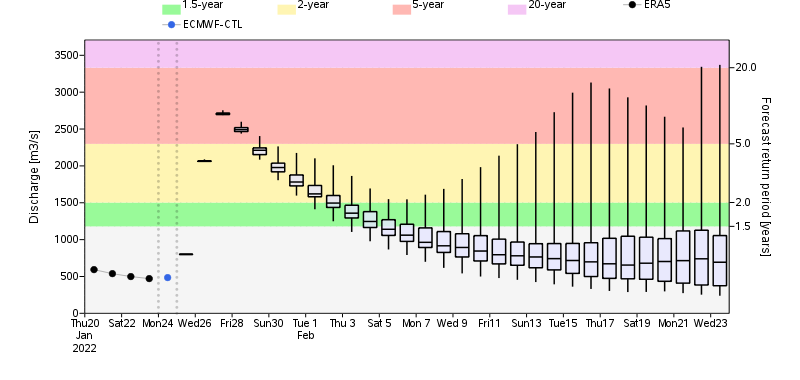 1.5-year 2-year 5-year 20-year ERA5
ECMWF-CTL
Discharge [m3/s]
3500
3000
2500
2000
1500
1000
500
0
20.0
5.0
2.0
1.5
Forecast return period [years]
Thu20 Sat22 Mon24 Wed26 Fri28 Sun30 Tue 1 Thu 3 Sat 5 Mon 7 Wed 9 Fri11 Sun13 Tue15 Thu17 Sat19 Mon21 Wed23
Jan Feb
2022